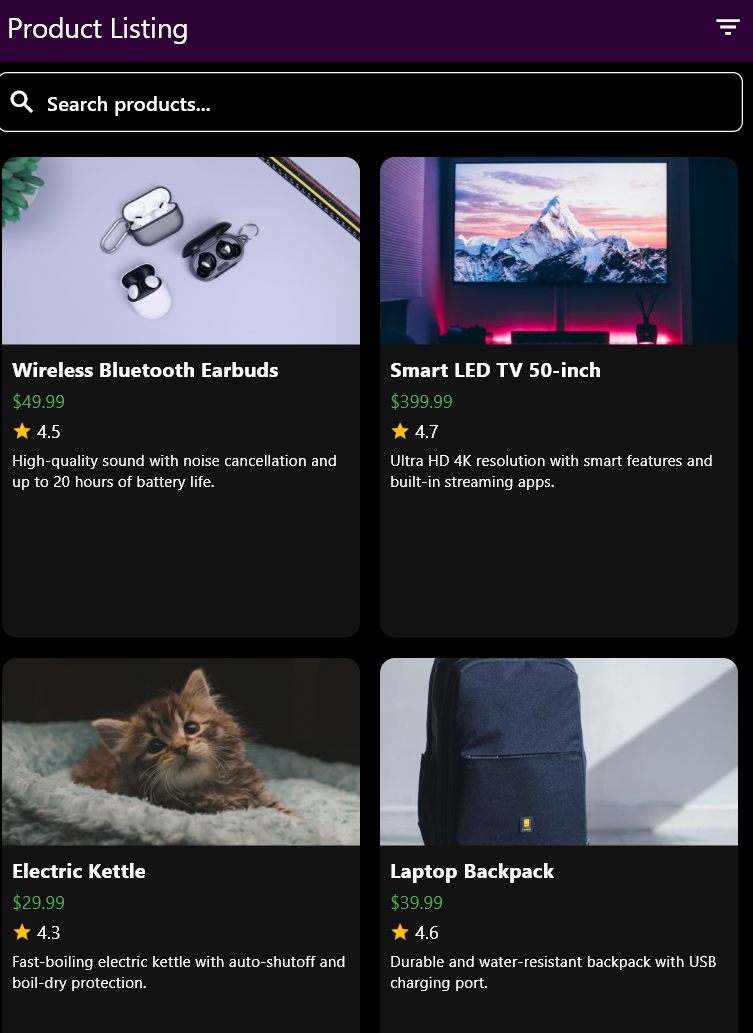 Product Listing
Search products...
Wireless Bluetooth Earbuds
$49.99
4.5
High-quality sound with noise cancellation and
up to 20 hours of battery life.
Smart LED TV 50-inch
$399.99
4.7
Ultra HD 4K resolution with smart features and
built-in streaming apps.
Electric Kettle
$29.99
4.3
Fast-boiling electric kettle with auto-shutoff and
boil-dry protection.
Laptop Backpack
$39.99
4.6
Durable and water-resistant backpack with USB
charging port.